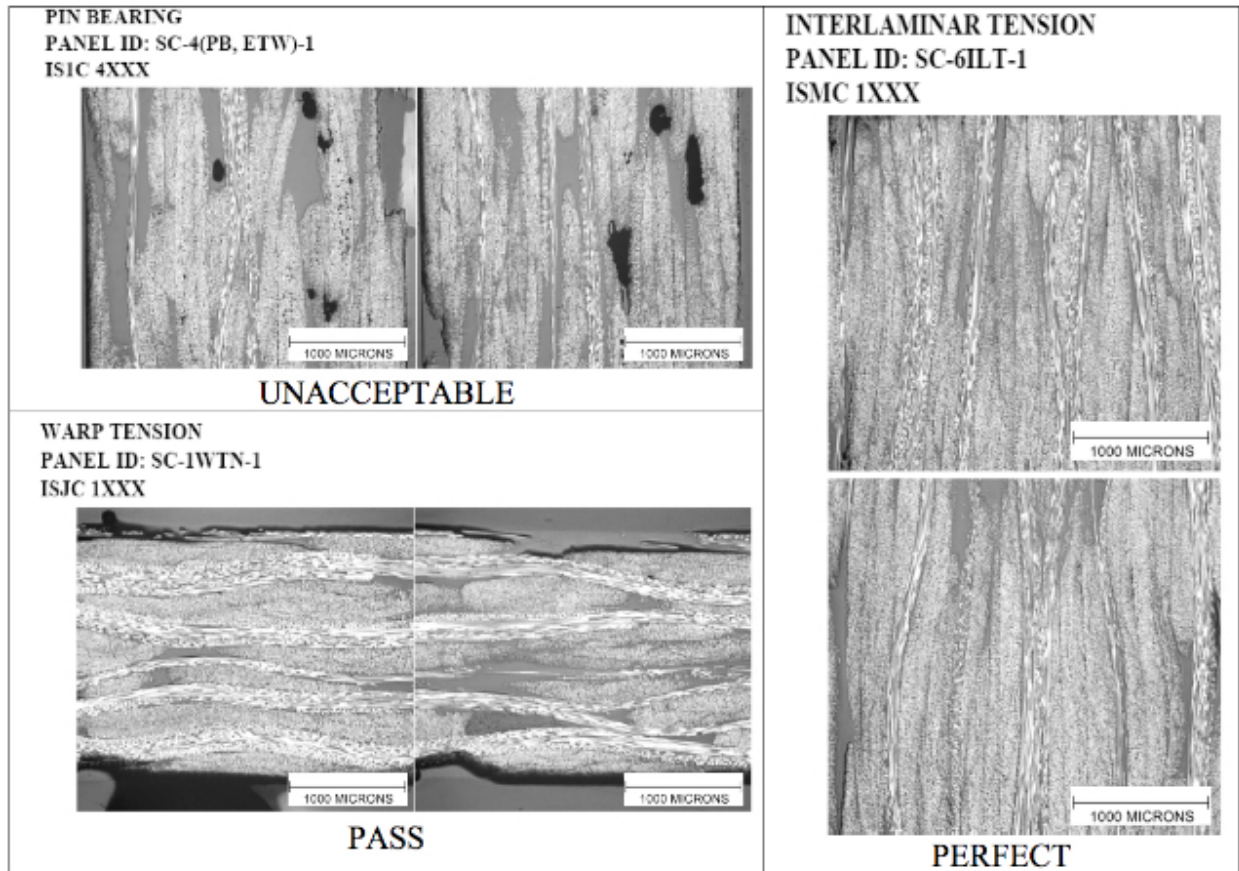 PIN BEARING
PANEL ID: SC-4(PB, ETW)-1
IS1C 4XXX
1000 MICRONS
1000 MICRONS
UNACCEPTABLE
WARP TENSION
PANEL ID: SC-1WTN-1
ISJC 1XXX
1000 MICRONS
1000 MICRONS
PASS
INTERLAMINAR TENSION
PANEL ID: SC-6ILT-1
ISMC 1XXX
1000 MICRONS
1000 MICRONS
PERFECT